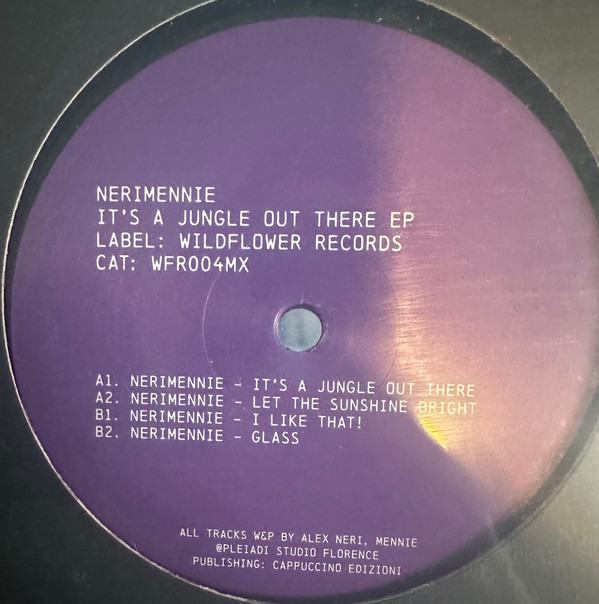 NERIMENNIE
IT'S A JUNGLE OUT THERE EP
LABEL: WILDFLOWER RECORDS
CAT: WFR004MX
A1. NERIMENNIE - IT'S A JUNGLE OUT THERE
A2. NERIMENNIE - LET THE SUNSHINE BRIGHT
B1. NERIMENNIE - I LIKE THAT!
B2. NERIMENNIE - GLASS
ALL TRACKS W&P BY ALEX NERI, MENNIE
@PLEIADI STUDIO FLORENCE
PUBLISHING: CAPPUCCINO EDIZIONI